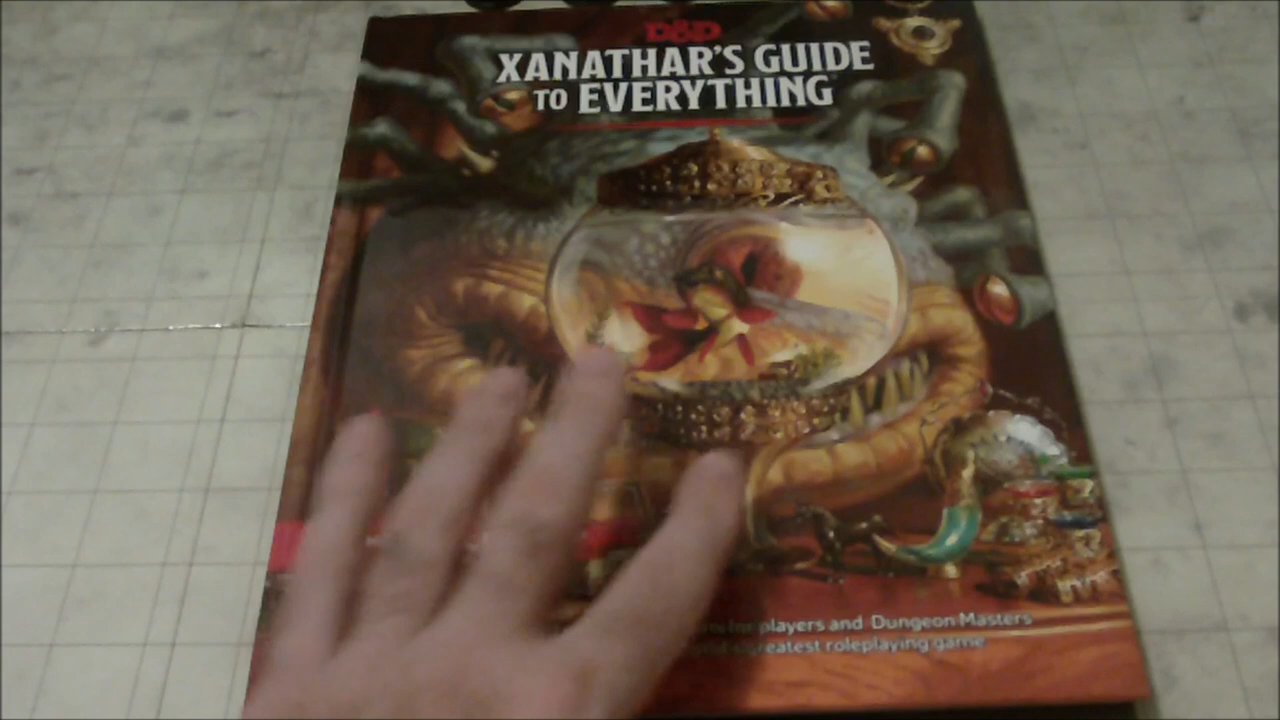 D&D
XANATHAR'S GUIDE
TO EVERYTHING
players and Dungeon Masters
greatest roleplaying game